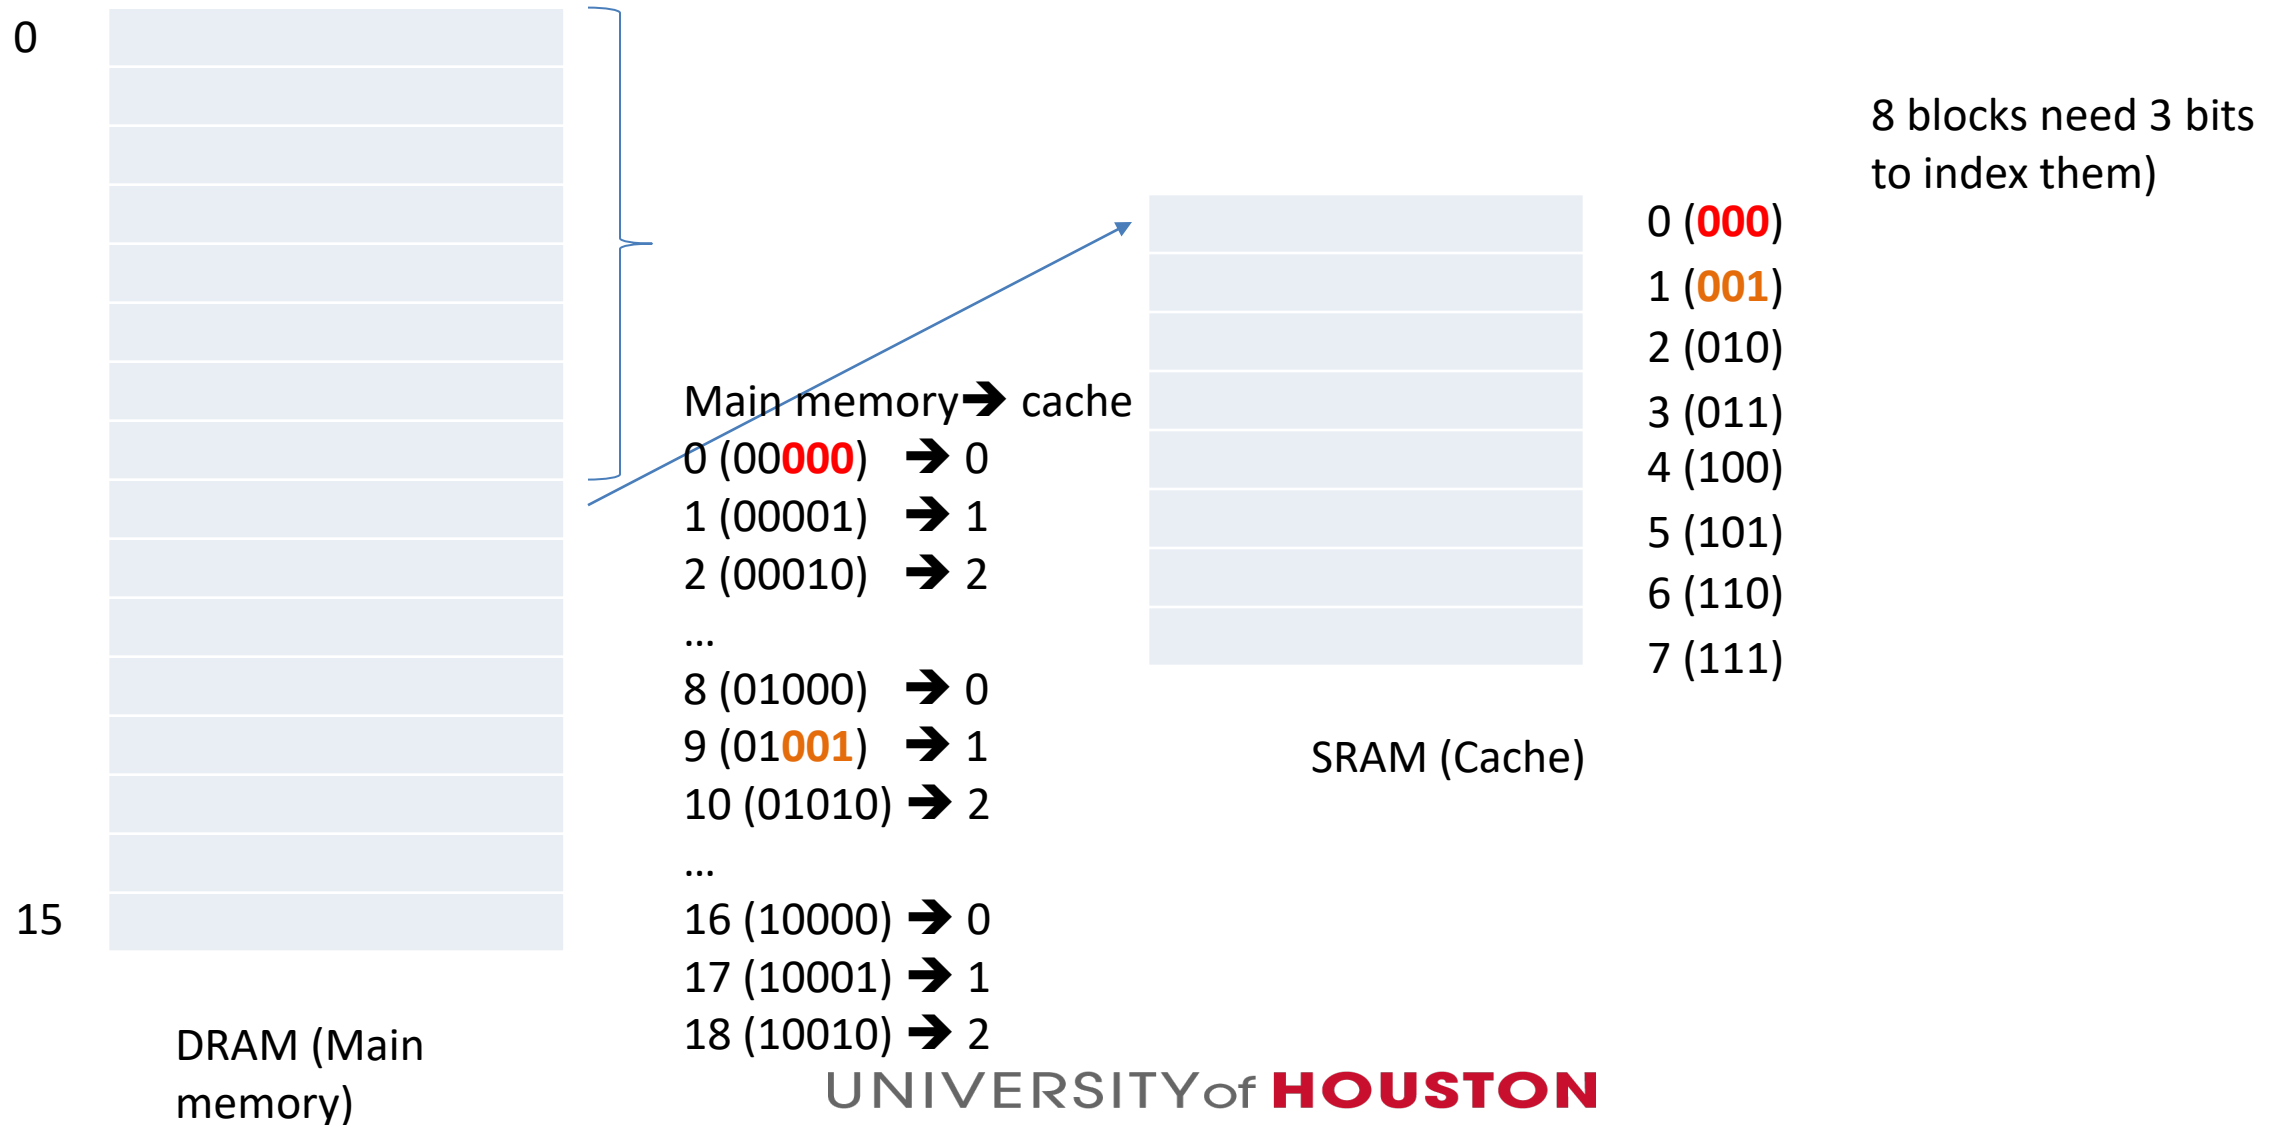 0
15
DRAM (Main
memory)
Main memory➔ cache
0 (00000) ➔ 0
1 (00001) ➔ 1
2 (00010) ➔ 2
…
8 (01000) ➔ 0
9 (01001) ➔ 1
10 (01010) ➔ 2
…
16 (10000) ➔ 0
17 (10001) ➔ 1
18 (10010) ➔ 2
SRAM (Cache)
0 (000)
1 (001)
2 (010)
3 (011)
4 (100)
5 (101)
6 (110)
7 (111)
8 blocks need 3 bits
to index them)
UNIVERSITY of HOUSTON